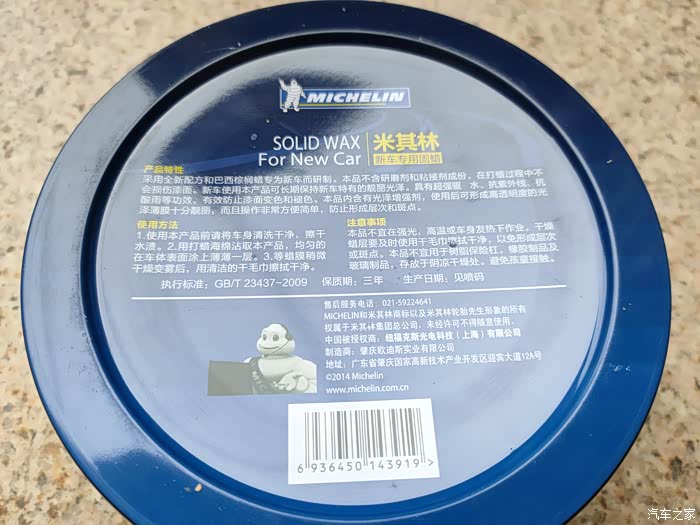 MICHELIN
SOLID WAX
For New Car
米其林
新车专用固蜡
产品特性
采用全新配方和巴西棕榈蜡专为新车而研制。本品不含研磨剂和粘接剂成份，在打蜡过程中不
会损伤漆面。新车使用本产品可长期保持新车特有的靓丽光泽。具有超强驱 水、抗紫外线、抗
酸雨等功效，有效防止漆面变色和褪色。本品内含有光泽增强剂，使用后可形成高透明度的光
泽薄膜十分靓丽，而且操作非常方便简单，防止形成层次和斑点。
使用方法
1.使用本产品前请将车身清洗干净，擦干
水渍。2.用打蜡海绵沾取本产品，均匀的
在车体表面涂上薄薄一层。3.等蜡膜稍微
干燥变雾后，用清洁的干毛巾擦拭干净。
注意事项
本品不宜在强光，高温或车身发热下作业，干燥
蜡层要及时使用干毛巾擦拭干净，以免形成层次
或斑点。本品不宜用于树脂保险杠，橡胶制品及
玻璃制品，存放于阴凉干燥处。避免孩童接触。
执行标准：GB/T 23437-2009 保质期：三年 生产日期：见喷码
售后服务电话：021-59224641
MICHELIN和米其林商标以及米其林轮胎先生形象的所有
权属于米其林集团总公司，未经许可不得随意使用．
中国被授权商：纽福克斯光电科技（上海）有限公司
制造商：肇庆欧迪斯实业有限公司
地址：广东省肇庆国家高新技术产业开发区迎宾大道12A号
©2014 Michelin
www.michelin.com.cn
6 936450 143919 >
汽车之家